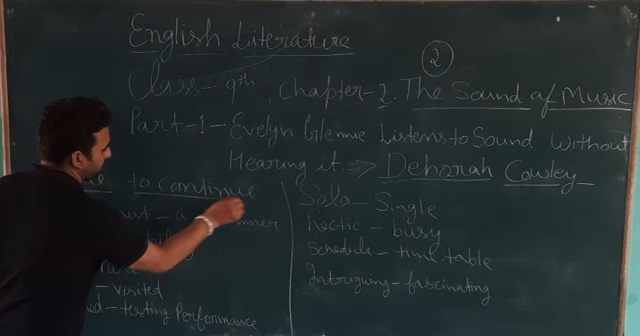 English Literature
2
Class - 9th, Chapter - 2. The Sound of Music
Part - 1 - Evelyn Glennie Listens to Sound Without
Hearing it. ⇒ Deborah Cowley
to continue
- a
- visited
- testing Performance
Solo - Single
hectic - busy
Schedule - time table
Intriguing - fascinating